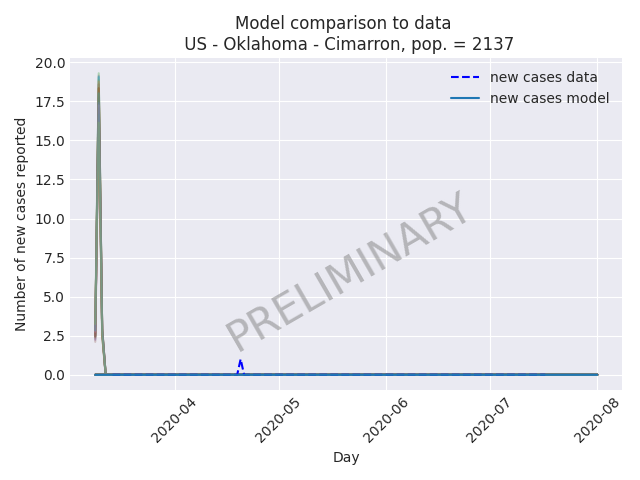 Model comparison to data
US - Oklahoma - Cimarron, pop. = 2137
new cases data
new cases model
20.0
17.5
15.0
12.5
10.0
7.5
5.0
2.5
0.0
Number of new cases reported
PRELIMINARY
2020-04
2020-05
2020-06
2020-07
2020-08
Day